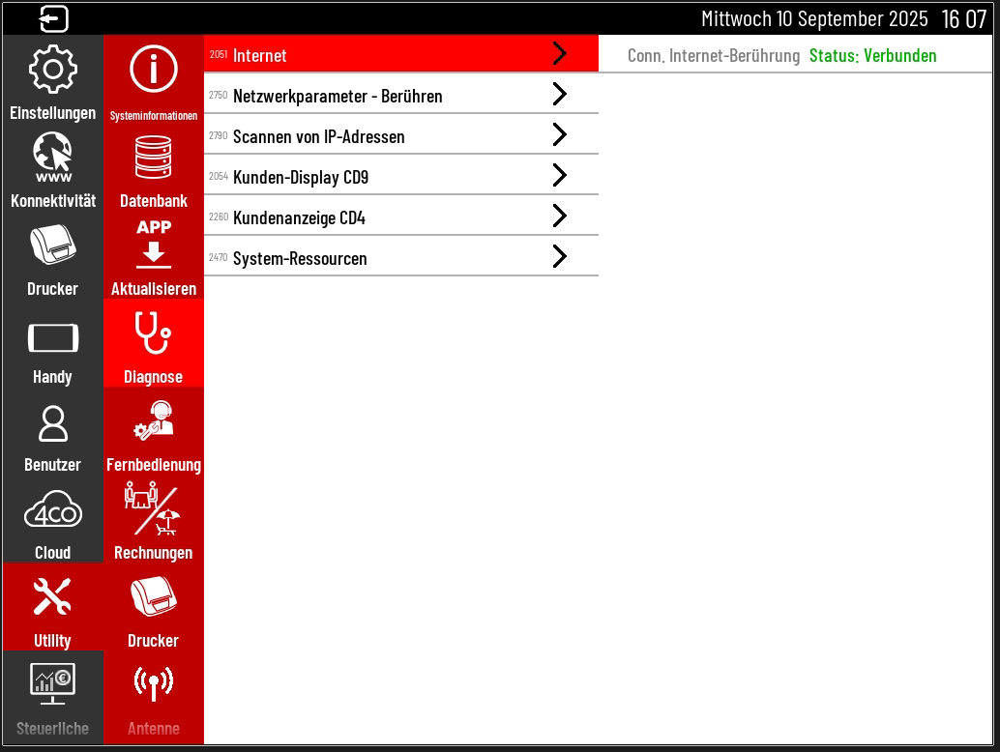 Mittwoch 10 September 2025 16 07
Einstellungen
www
Konnektivität
Drucker
Handy
Benutzer
4CO
Cloud
Utility
€
Steuerliche
Systeminformationen
Datenbank
APP
Aktualisieren
Diagnose
Fernbedienung
Rechnungen
Drucker
Antenne
2051 Internet
2750 Netzwerkparameter - Berühren
2790 Scannen von IP-Adressen
2054 Kunden-Display CD9
2260 Kundenanzeige CD4
2470 System-Ressourcen
Conn. Internet-Berührung Status: Verbunden